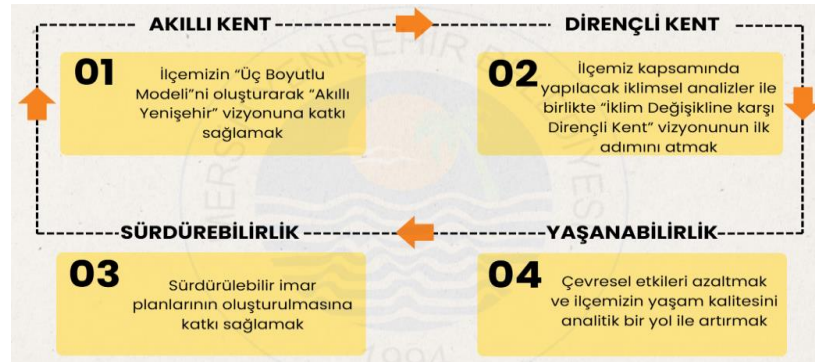 AKILLI KENT
DİRENÇLİ KENT
01
İlçemizin “Üç Boyutlu
Modeli”ni oluşturarak “Akıllı
Yenişehir” vizyonuna katkı
sağlamak
02
İlçemiz kapsamında
yapılacak iklimsel analizler ile
birlikte “İklim Değişikline karşı
Dirençli Kent” vizyonunun ilk
adımını atmak
SÜRDÜREBİLİRLİK
YAŞANABİLİRLİK
03
Sürdürülebilir imar
planlarının oluşturulmasına
katkı sağlamak
04
Çevresel etkileri azaltmak
ve ilçemizin yaşam kalitesini
analitik bir yol ile artırmak
1994